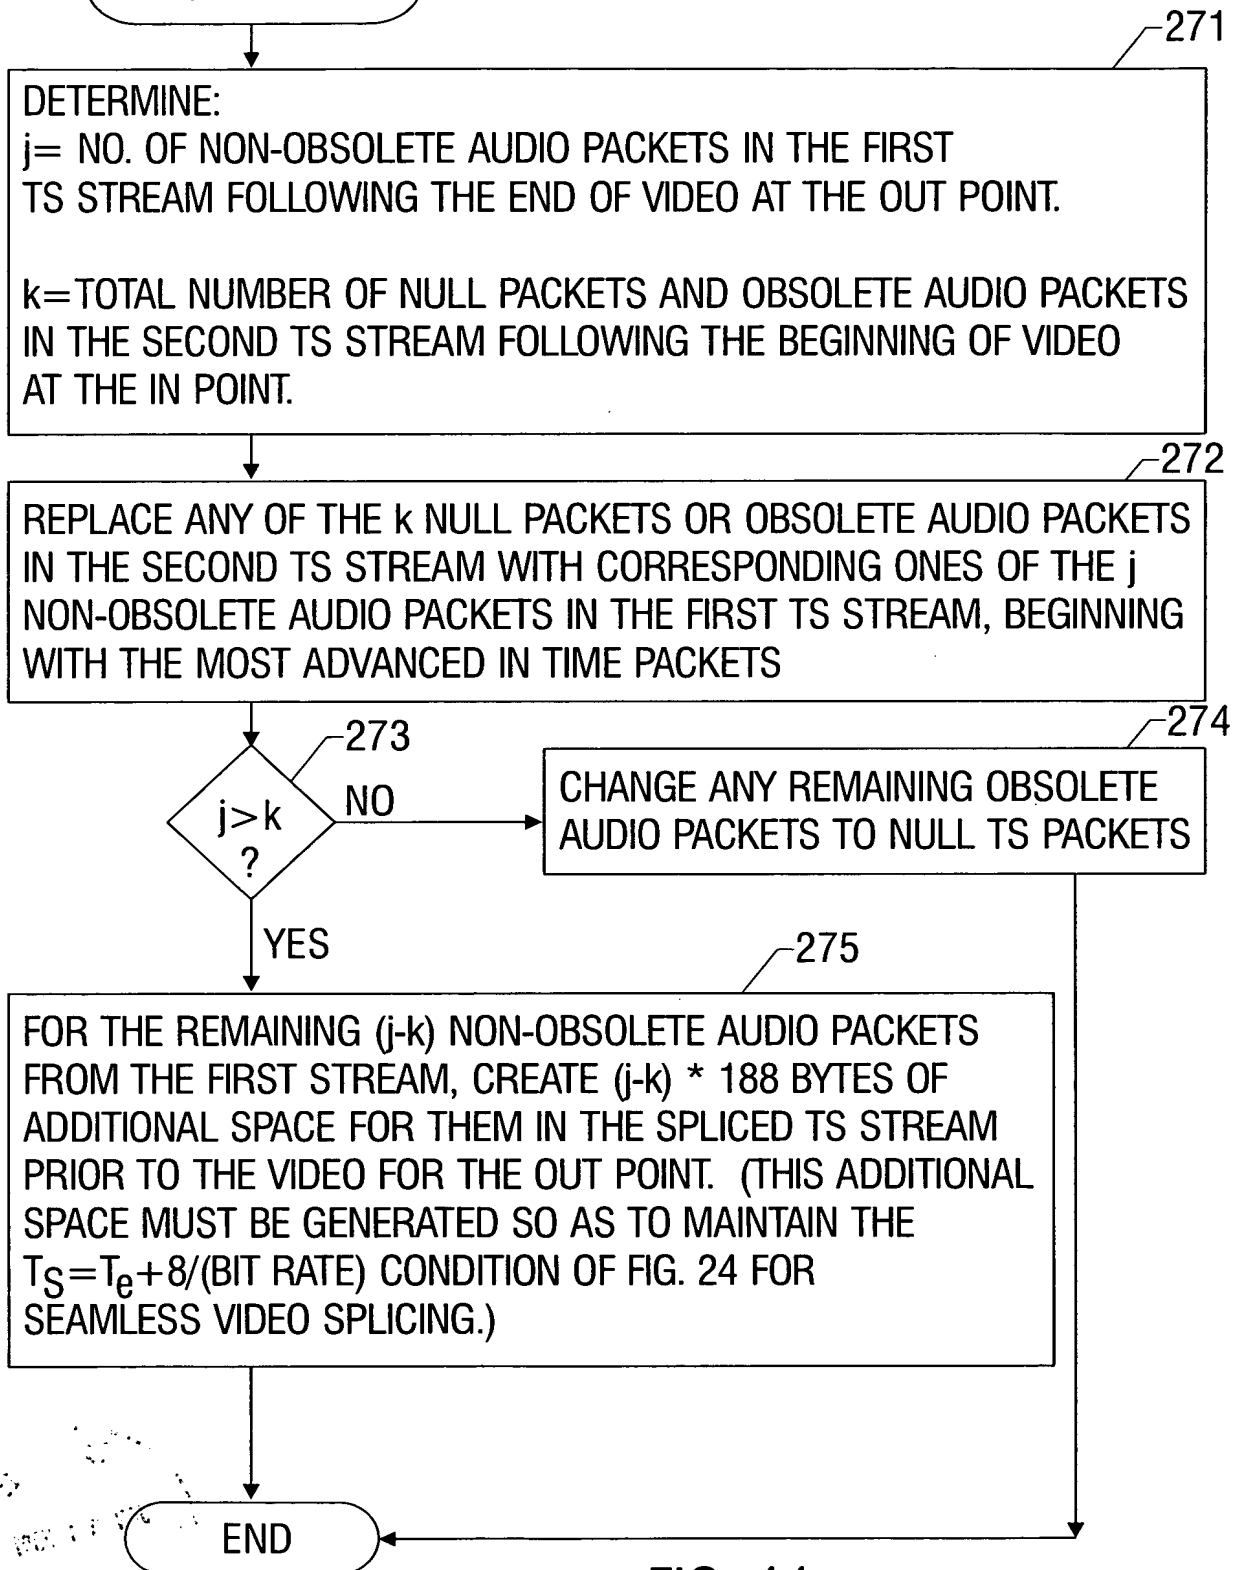 271
DETERMINE:
j= NO. OF NON-OBSOLETE AUDIO PACKETS IN THE FIRST
TS STREAM FOLLOWING THE END OF VIDEO AT THE OUT POINT.
k=TOTAL NUMBER OF NULL PACKETS AND OBSOLETE AUDIO PACKETS
IN THE SECOND TS STREAM FOLLOWING THE BEGINNING OF VIDEO
AT THE IN POINT.
272
REPLACE ANY OF THE k NULL PACKETS OR OBSOLETE AUDIO PACKETS
IN THE SECOND TS STREAM WITH CORRESPONDING ONES OF THE j
NON-OBSOLETE AUDIO PACKETS IN THE FIRST TS STREAM, BEGINNING
WITH THE MOST ADVANCED IN TIME PACKETS
273
j>k
?
NO
274
CHANGE ANY REMAINING OBSOLETE
AUDIO PACKETS TO NULL TS PACKETS
YES
275
FOR THE REMAINING (j-k) NON-OBSOLETE AUDIO PACKETS
FROM THE FIRST STREAM, CREATE (j-k) * 188 BYTES OF
ADDITIONAL SPACE FOR THEM IN THE SPLICED TS STREAM
PRIOR TO THE VIDEO FOR THE OUT POINT. (THIS ADDITIONAL
SPACE MUST BE GENERATED SO AS TO MAINTAIN THE
TS=Te+8/(BIT RATE) CONDITION OF FIG. 24 FOR
SEAMLESS VIDEO SPLICING.)
END